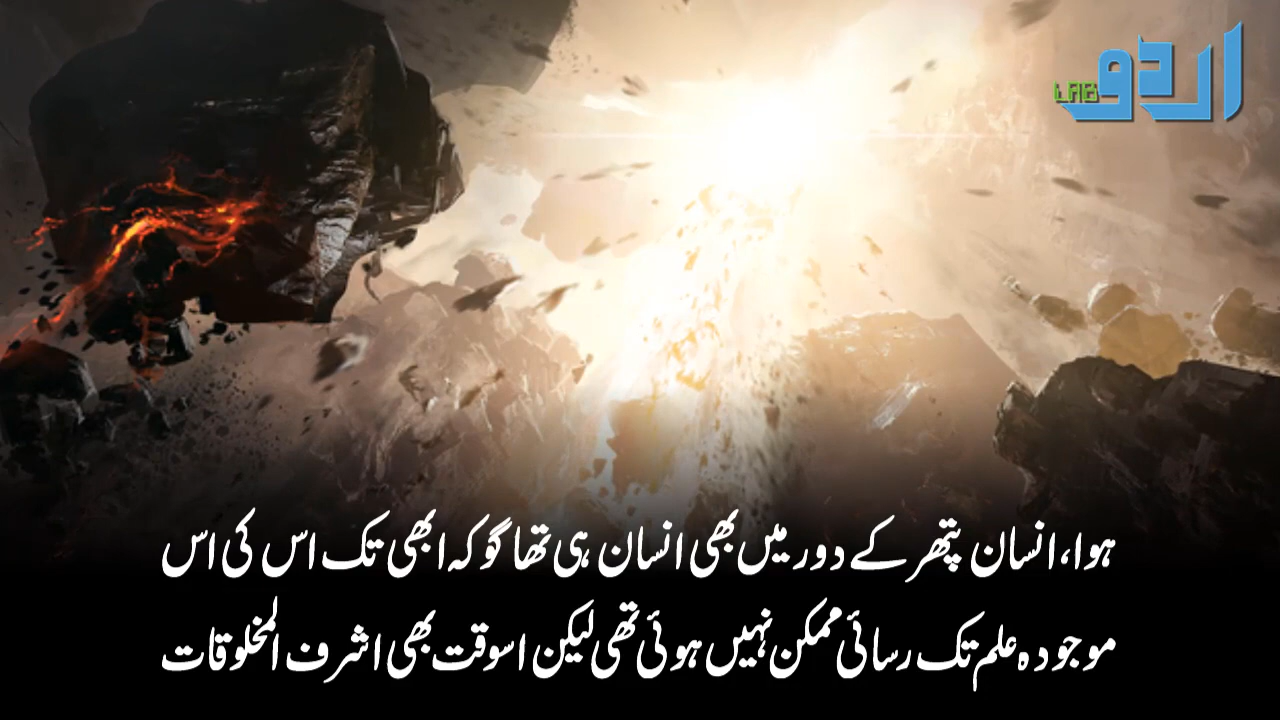 اردو
LAB
ہوا، انسان پتھر کے دور میں بھی انسان ہی تھا گو کہ ابھی تک اس کی اس
موجودہ علم تک رسائی ممکن نہیں ہوئی تھی لیکن اسوقت بھی اشرف المخلوقات